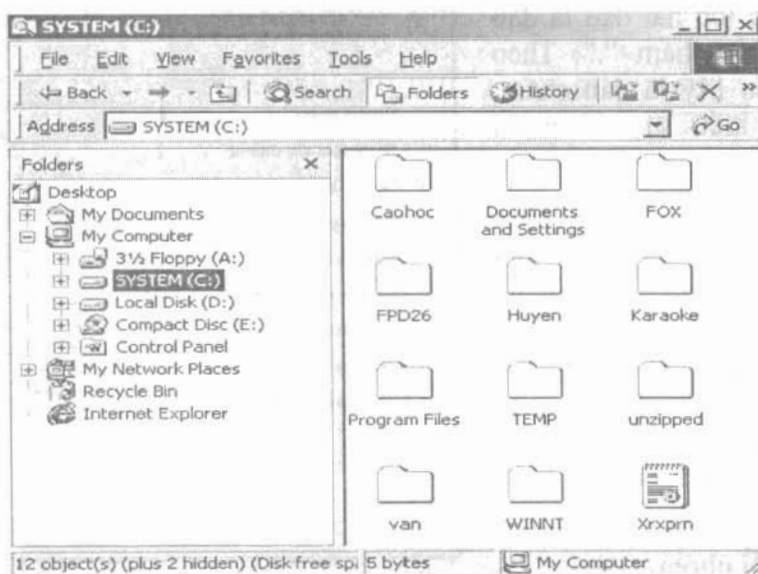 SYSTEM (C:)
File Edit View Favorites Tools Help
Back Search Folders History »
Address SYSTEM (C:) Go
Folders ×
Desktop
My Documents
My Computer
3½ Floppy (A:)
SYSTEM (C:)
Local Disk (D:)
Compact Disc (E:)
Control Panel
My Network Places
Recycle Bin
Internet Explorer
Caohoc Documents and Settings FOX
FPD26 Huyen Karaoke
Program Files TEMP unzipped
van WINNT Xrxprn
12 object(s) (plus 2 hidden) (Disk free 5 bytes My Computer